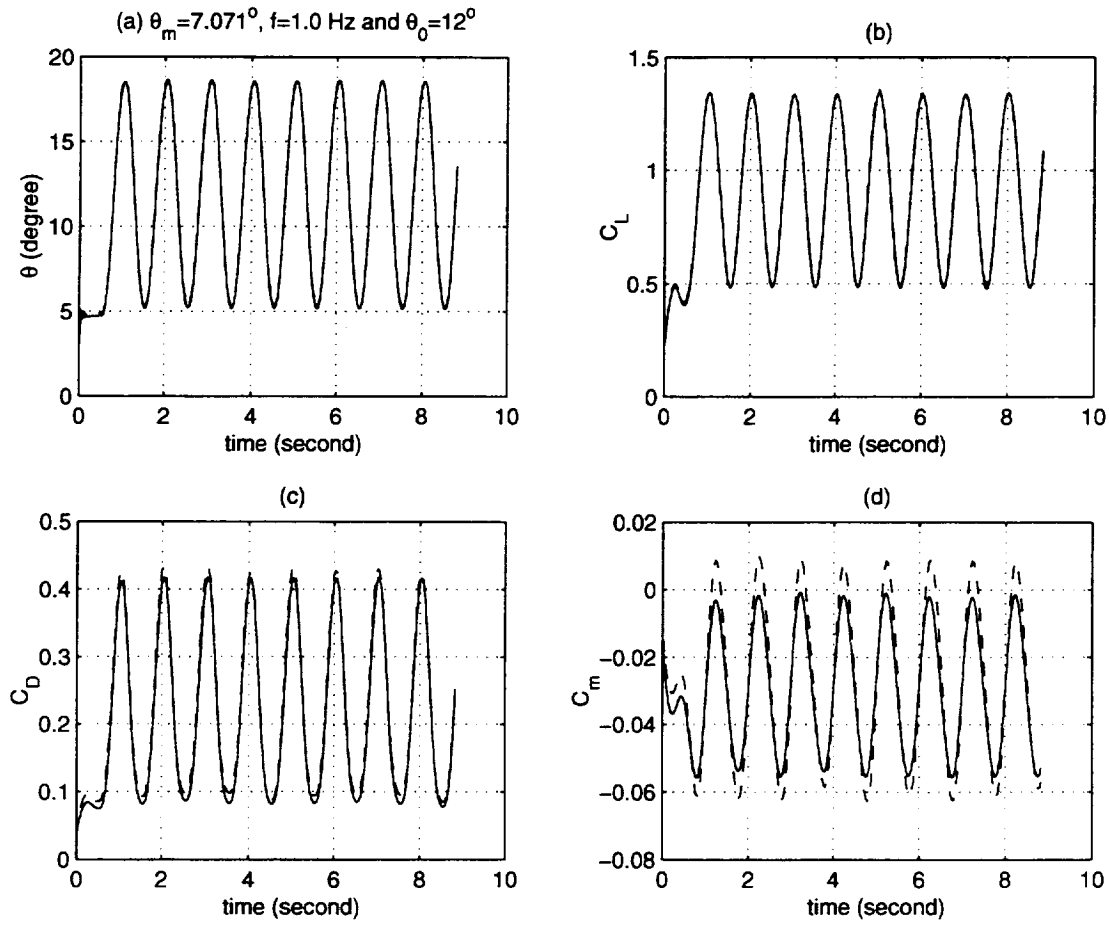 (a) θm=7.071°, f=1.0 Hz and θ0=12°
20
15
10
5
0
θ (degree)
0 2 4 6 8 10
time (second)
(b)
1.5
1
0.5
0
CL
0 2 4 6 8 10
time (second)
(c)
0.5
0.4
0.3
0.2
0.1
0
CD
0 2 4 6 8 10
time (second)
(d)
0.02
0
−0.02
−0.04
−0.06
−0.08
Cm
0 2 4 6 8 10
time (second)